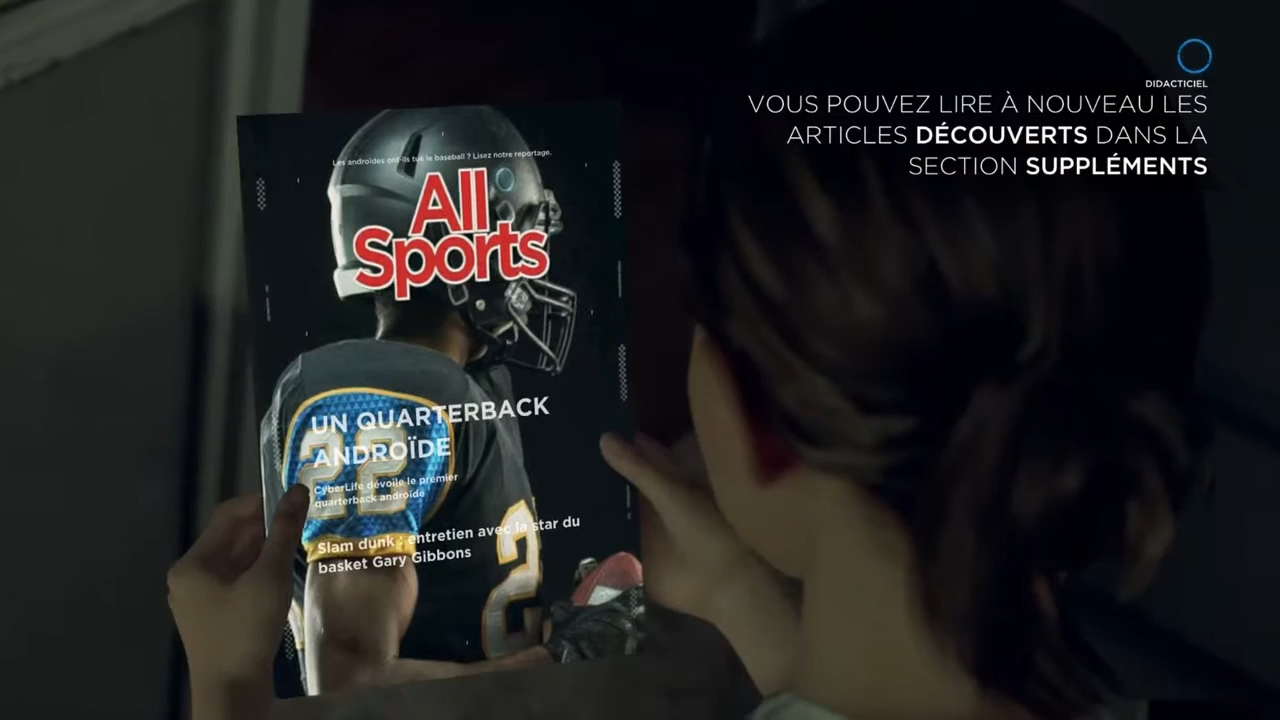 DIDACTICIEL
VOUS POUVEZ LIRE À NOUVEAU LES
ARTICLES DÉCOUVERTS DANS LA
SECTION SUPPLÉMENTS
Les androïdes ont-ils tué le baseball ? Lisez notre reportage.
All
Sports
UN QUARTERBACK
ANDROÏDE
CyberLife dévoile le premier
quarterback androïde
Slam dunk : entretien avec la star du
basket Gary Gibbons
22
2